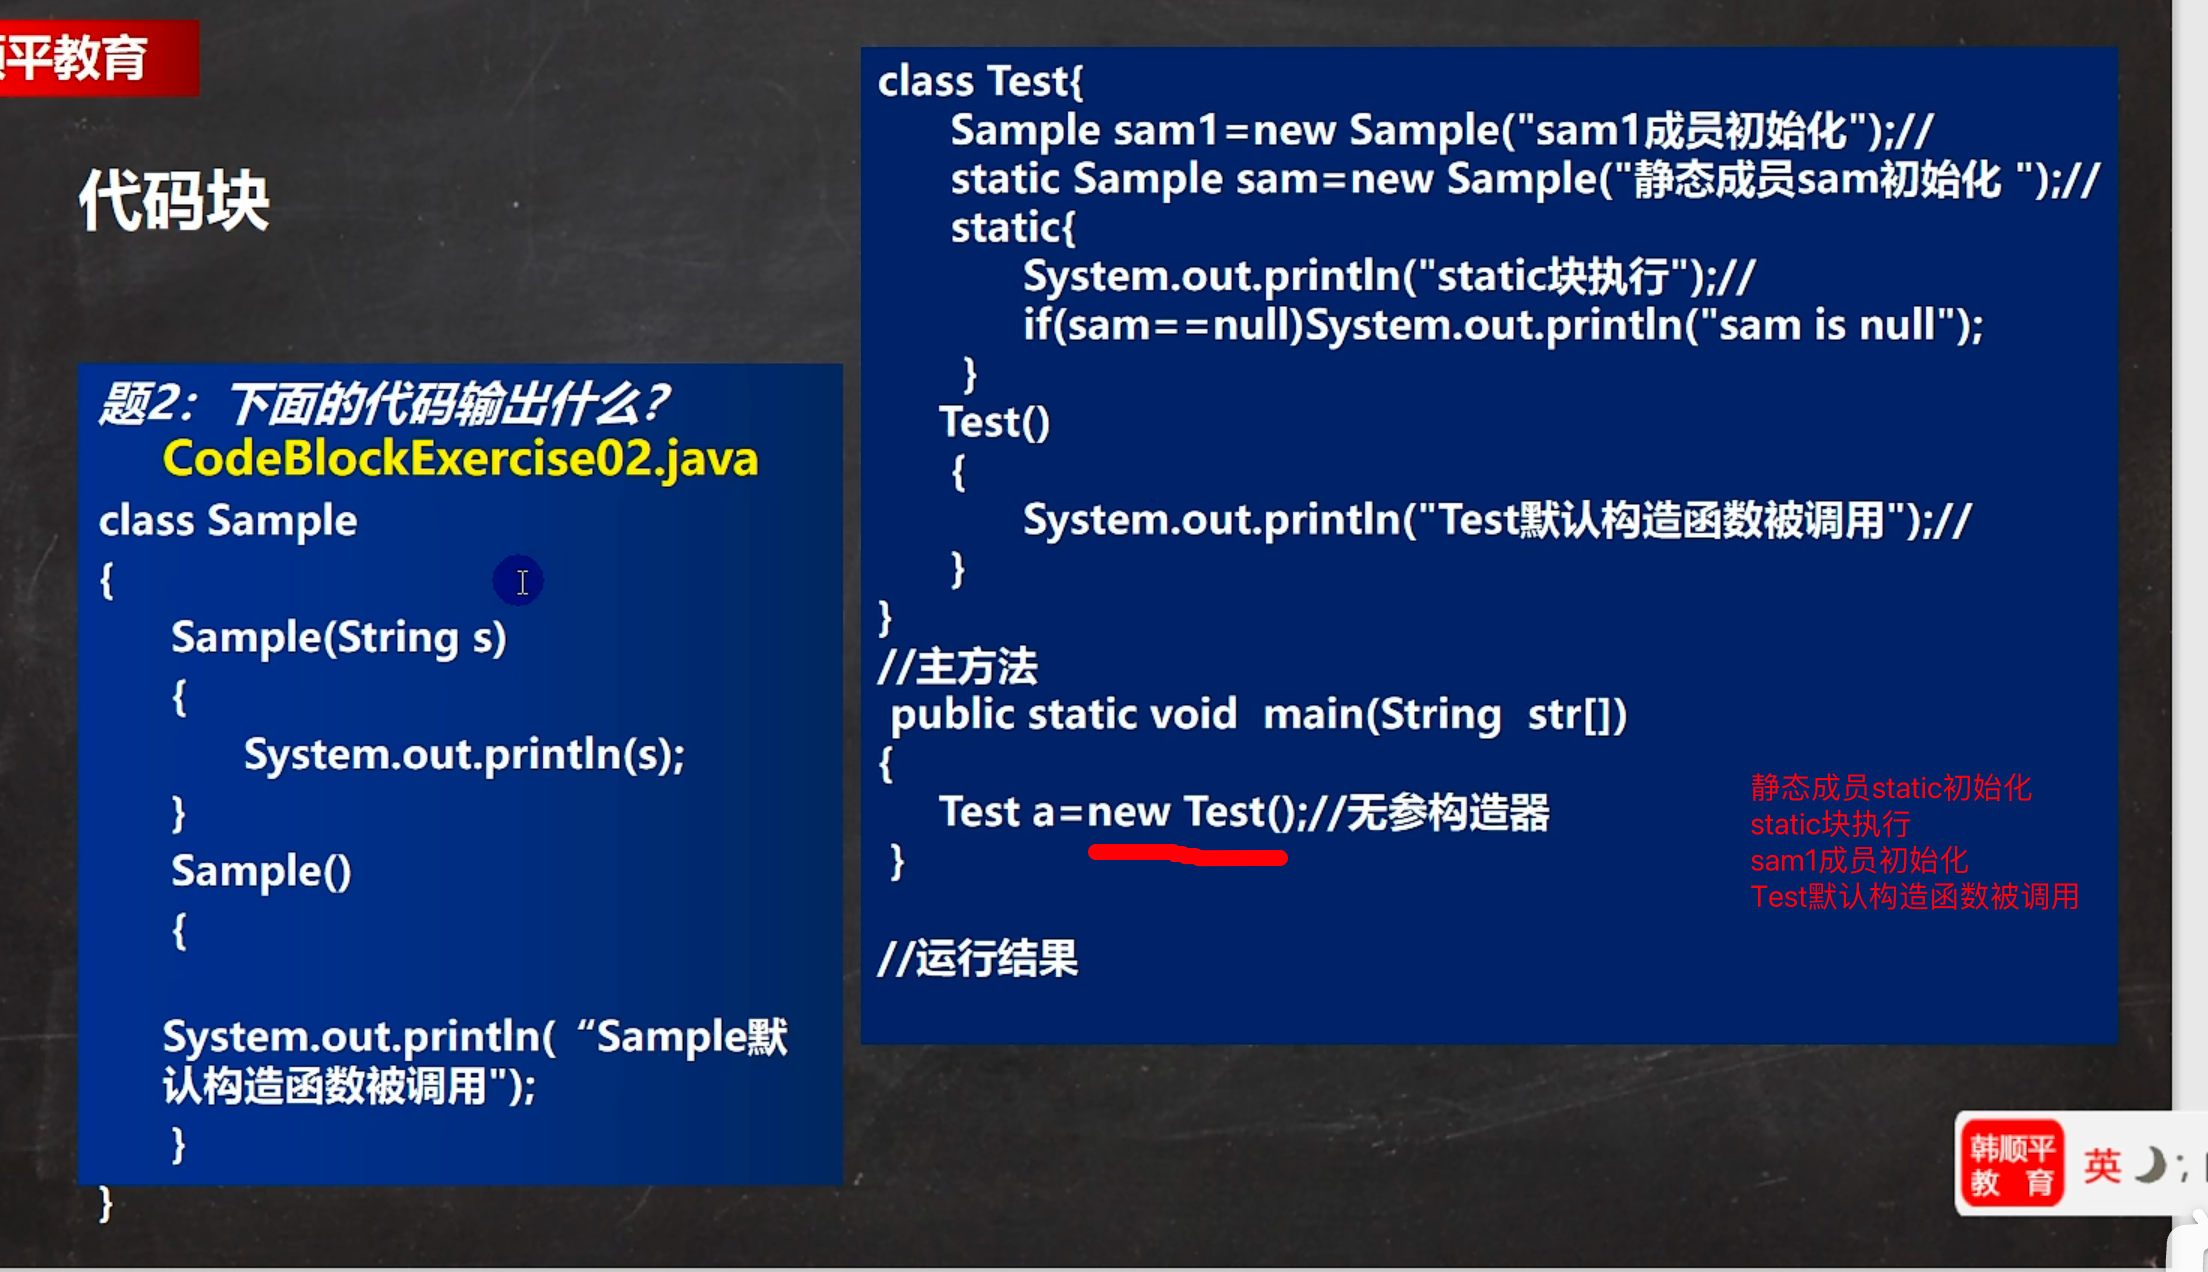 顺平教育
代码块
题2：下面的代码输出什么？
CodeBlockExercise02.java
class Sample
{
Sample(String s)
{
System.out.println(s);
}
Sample()
{
System.out.println( “Sample默
认构造函数被调用");
}
}
class Test{
Sample sam1=new Sample("sam1成员初始化");//
static Sample sam=new Sample("静态成员sam初始化 ");//
static{
System.out.println("static块执行");//
if(sam==null)System.out.println("sam is null");
}
Test()
{
System.out.println("Test默认构造函数被调用");//
}
}
//主方法
public static void  main(String  str[])
{
Test a=new Test();//无参构造器
}
//运行结果
静态成员static初始化
static块执行
sam1成员初始化
Test默认构造函数被调用
韩顺平
教 育
英